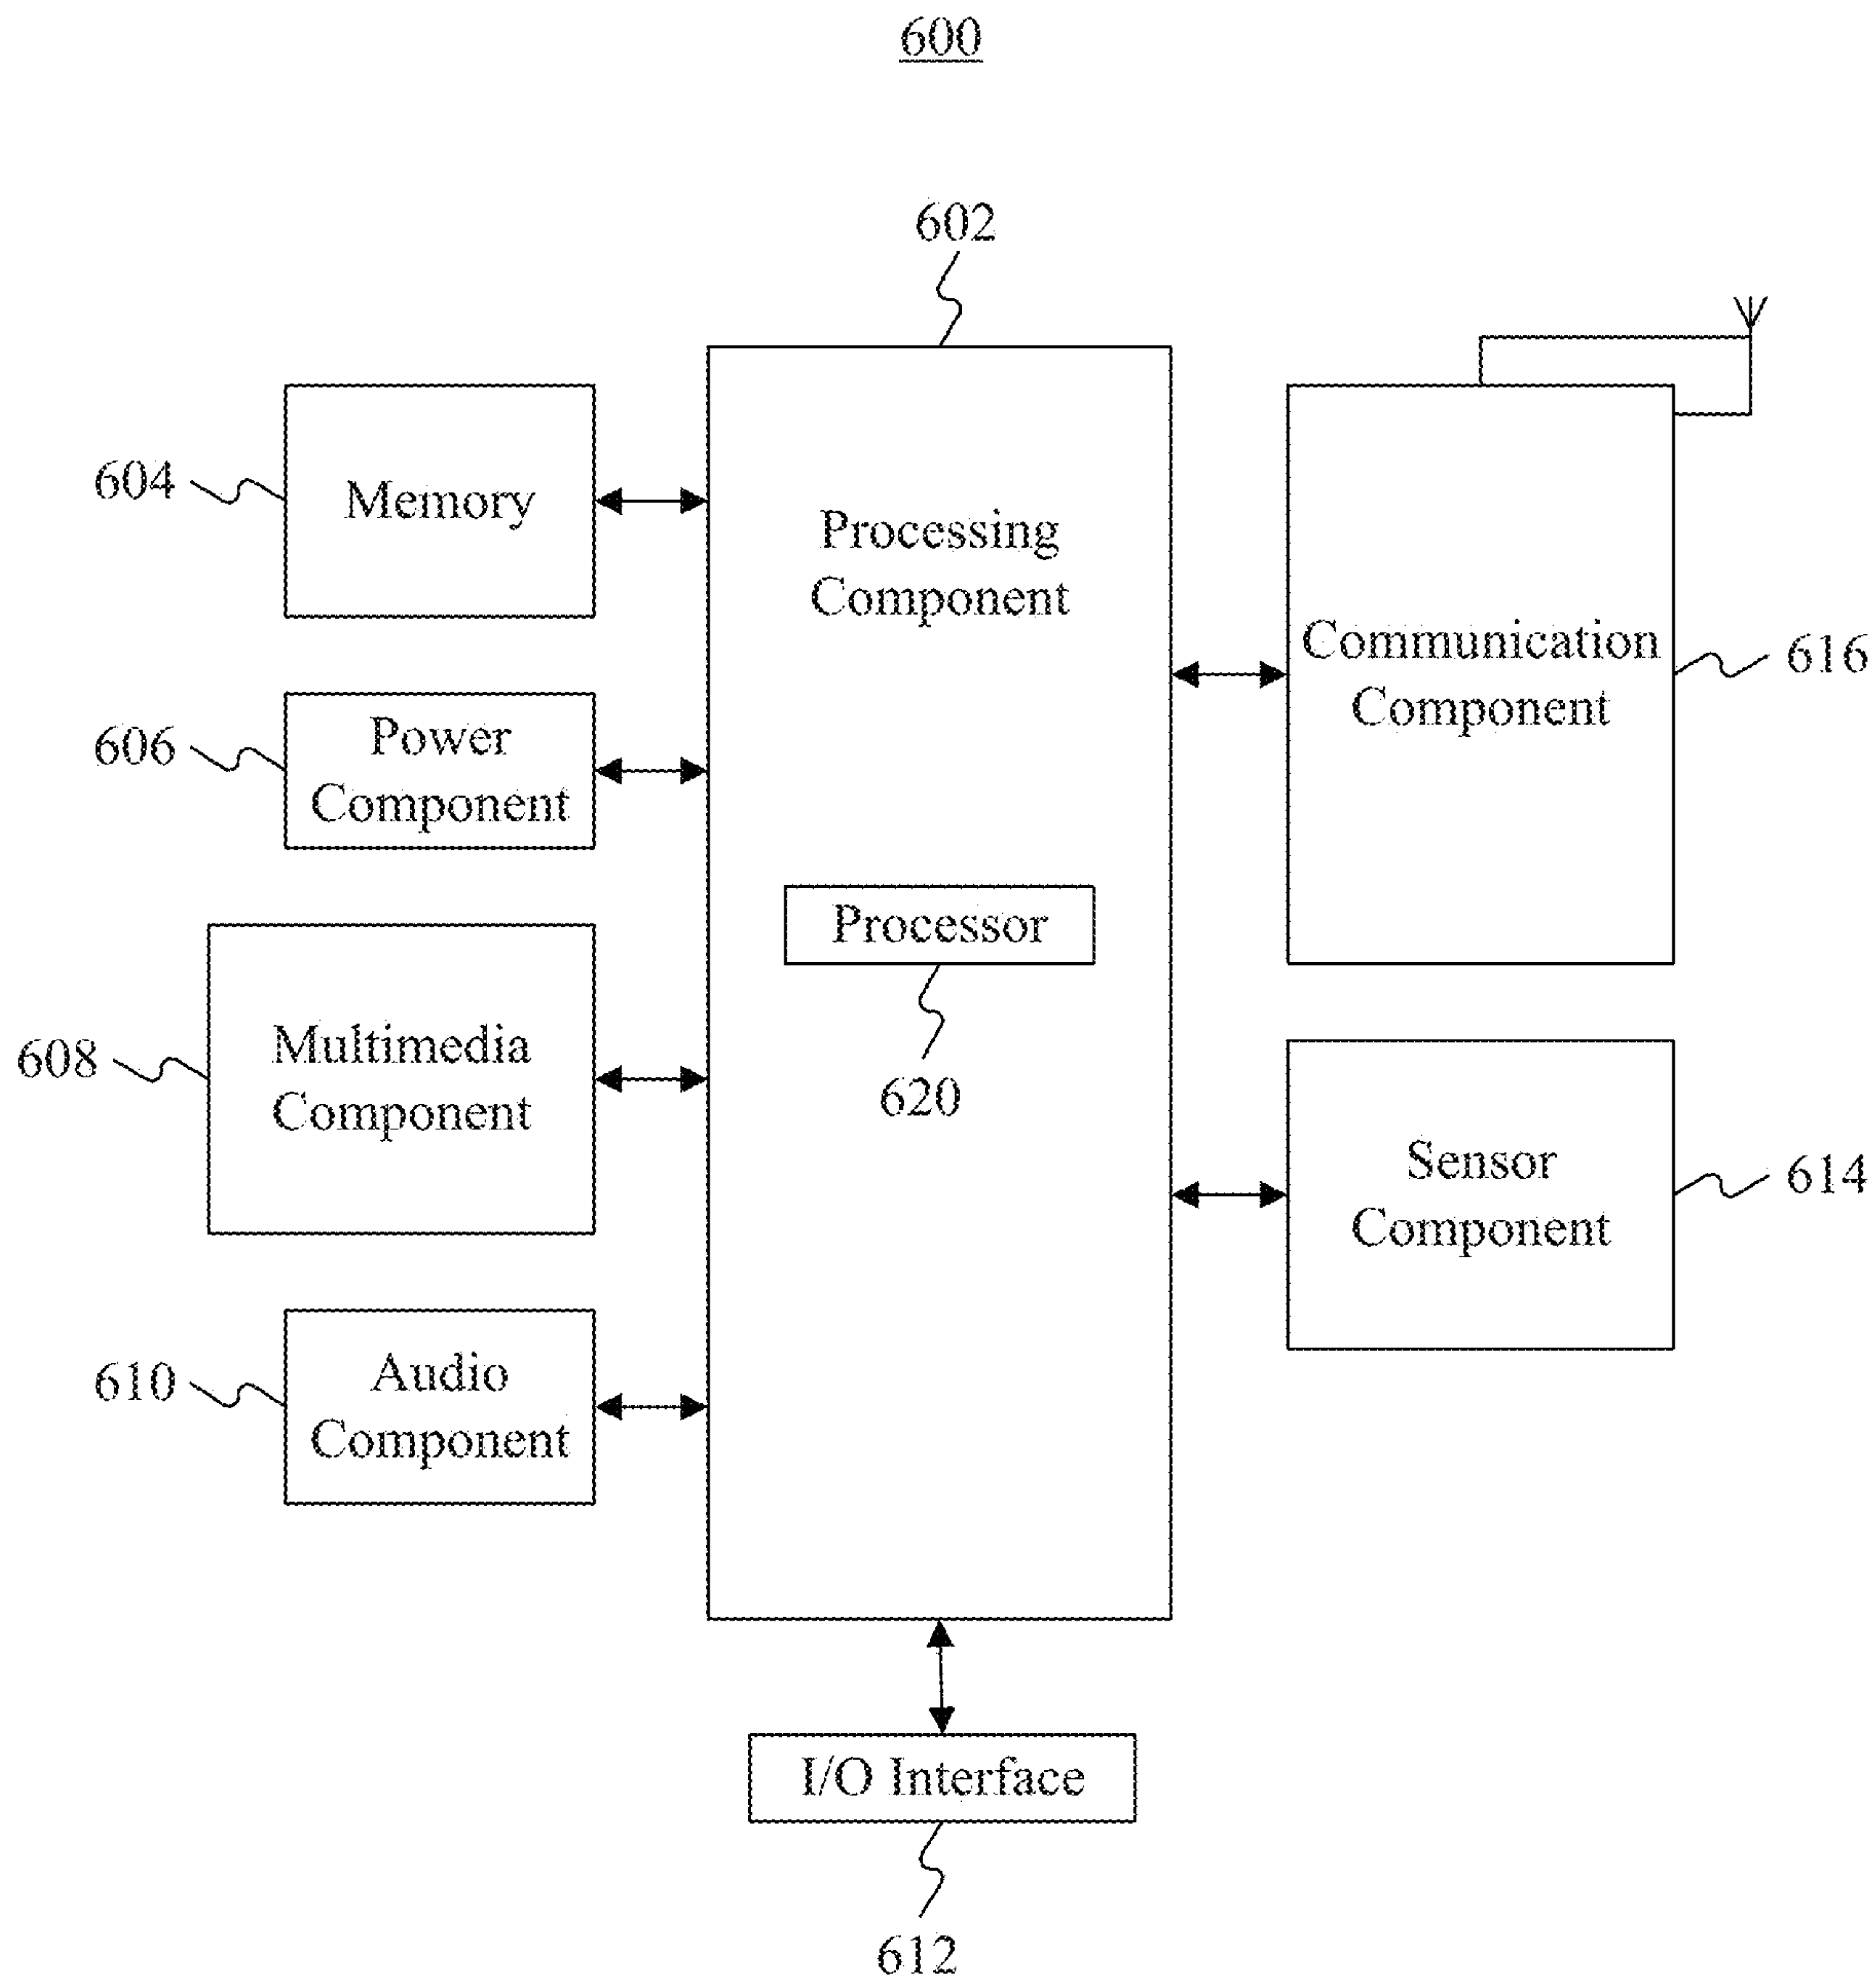 600
602
604
Memory
Processing
Component
Communication
Component
616
606
Power
Component
Processor
620
608
Multimedia
Component
Sensor
Component
614
610
Audio
Component
I/O Interface
612